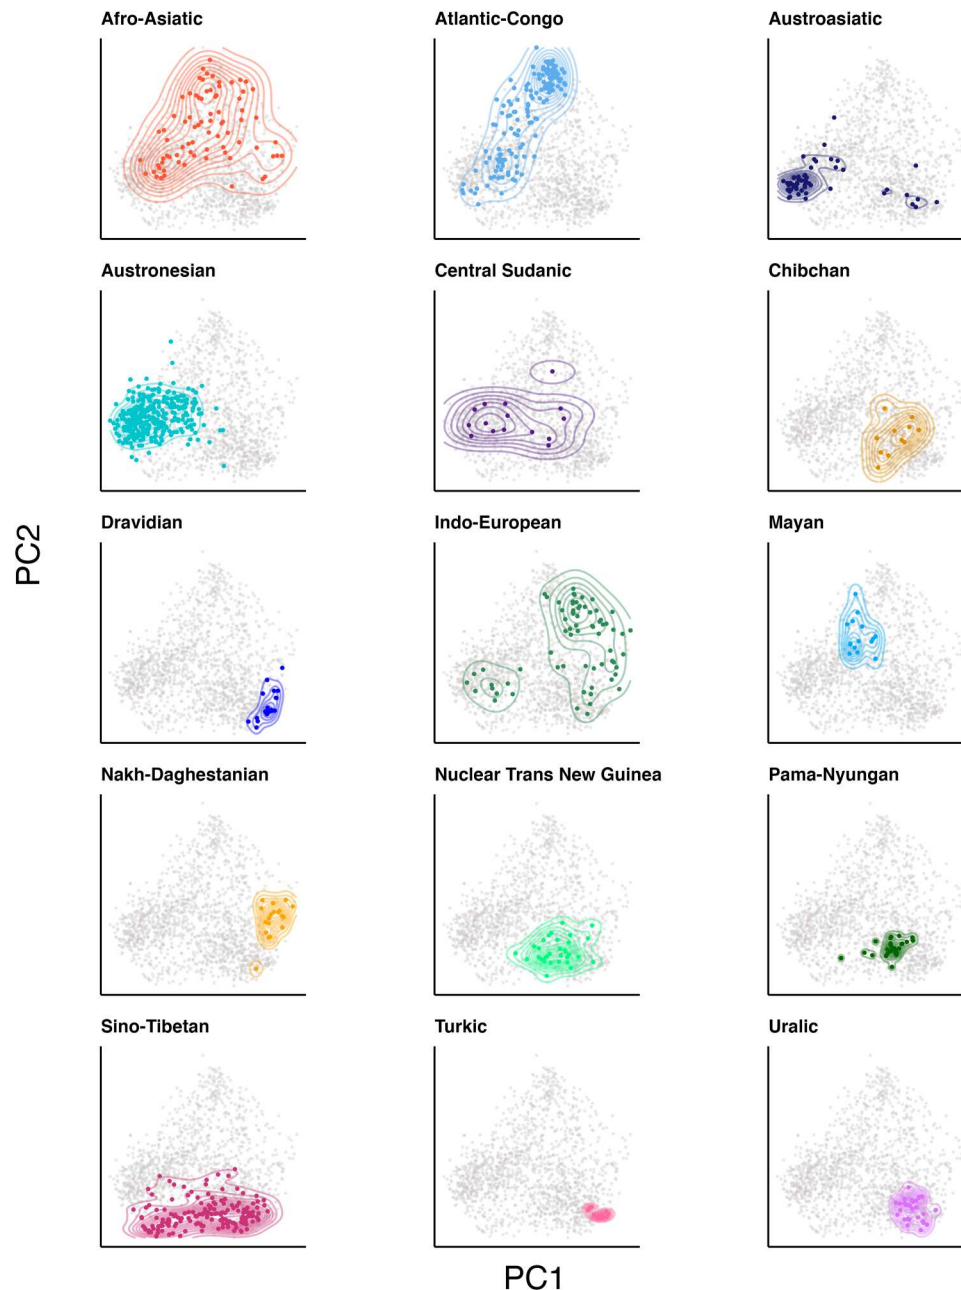 Afro-Asiatic
Atlantic-Congo
Austroasiatic
Austronesian
Central Sudanic
Chibchan
Dravidian
Indo-European
Mayan
Nakh-Daghestanian
Nuclear Trans New Guinea
Pama-Nyungan
Sino-Tibetan
Turkic
Uralic
PC2
PC1